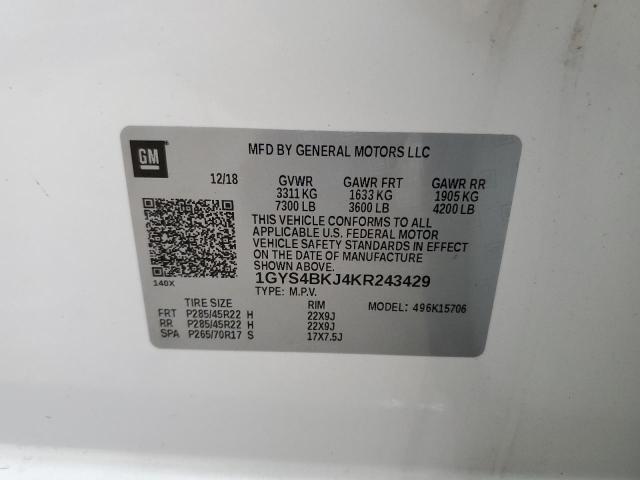 GM
MFD BY GENERAL MOTORS LLC
12/18 GVWR GAWR FRT GAWR RR
3311 KG 1633 KG 1905 KG
7300 LB 3600 LB 4200 LB
THIS VEHICLE CONFORMS TO ALL
APPLICABLE U.S. FEDERAL MOTOR
VEHICLE SAFETY STANDARDS IN EFFECT
ON THE DATE OF MANUFACTURE
SHOWN ABOVE.
140X
1GYS4BKJ4KR243429
TYPE: M.P.V. MODEL: 496K15706
TIRE SIZE RIM
FRT P285/45R22 H 22X9J
RR P285/45R22 H 22X9J
SPA P265/70R17 S 17X7.5J